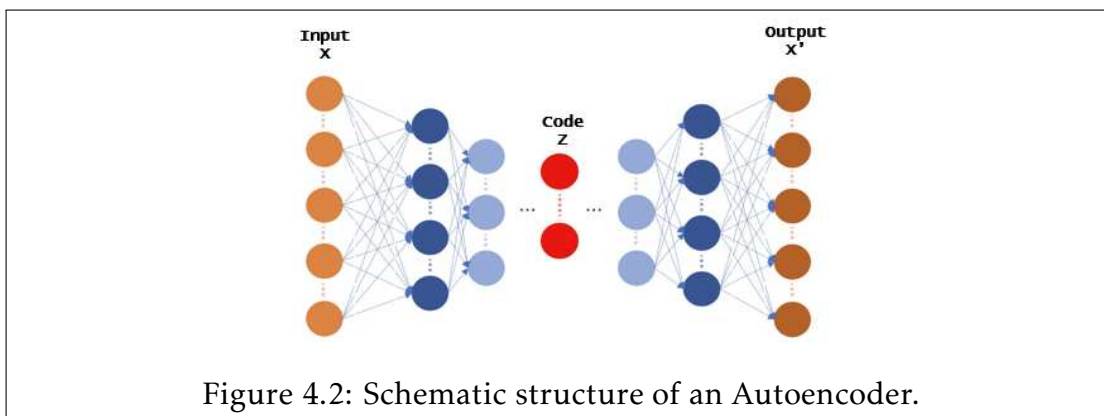 Input
x
Output
x'
Code
z
... ...
Figure 4.2: Schematic structure of an Autoencoder.